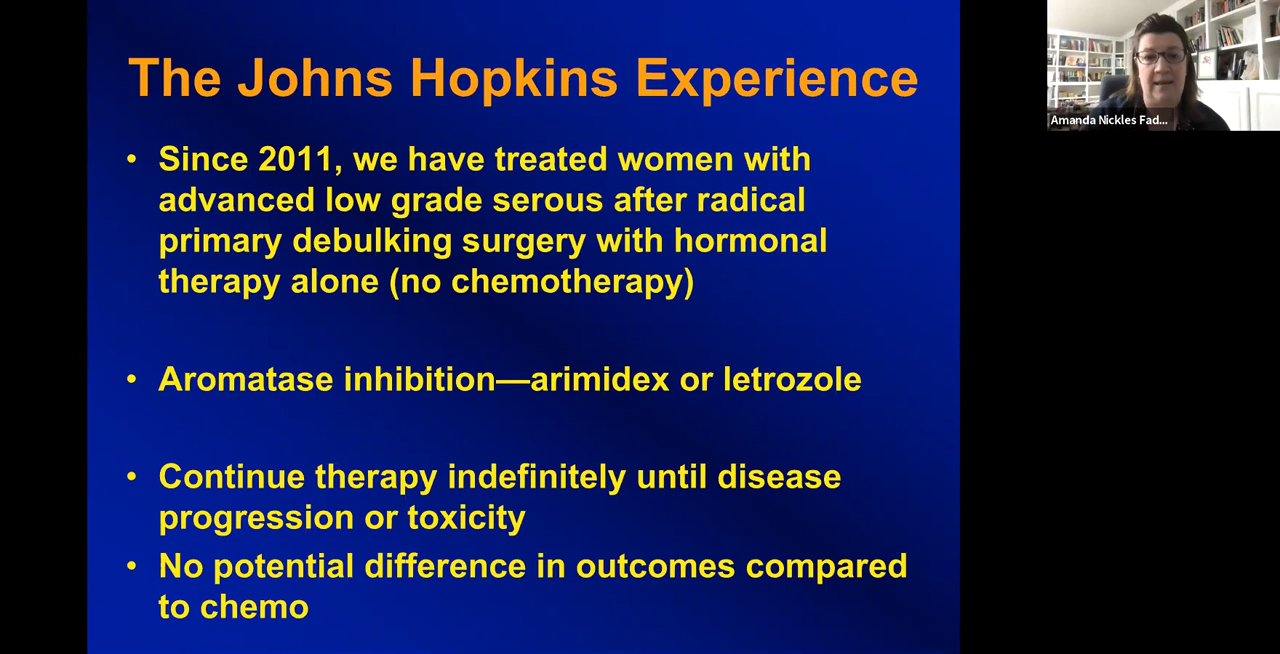 The Johns Hopkins Experience
• Since 2011, we have treated women with
advanced low grade serous after radical
primary debulking surgery with hormonal
therapy alone (no chemotherapy)
• Aromatase inhibition—arimidex or letrozole
• Continue therapy indefinitely until disease
progression or toxicity
• No potential difference in outcomes compared
to chemo
Amanda Nickles Fad...